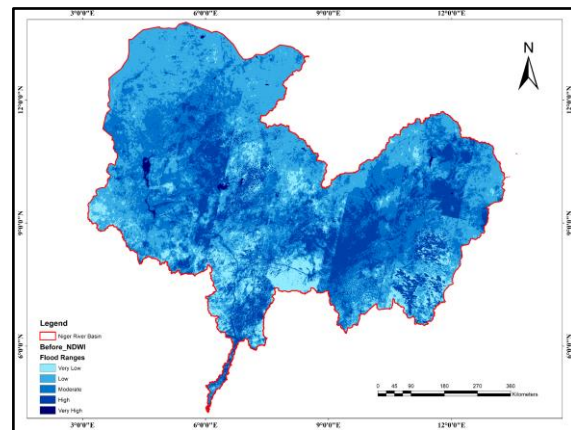 3°0'0"E 6°0'0"E 9°0'0"E 12°0'0"E
N
12°0'0"N 12°0'0"N
9°0'0"N 9°0'0"N
6°0'0"N 6°0'0"N
Legend
Niger River Basin
Before_NDWI
Flood Ranges
Very Low
Low
Moderate
High
Very High
0 45 90 180 270 360
Kilometers
3°0'0"E 6°0'0"E 9°0'0"E 12°0'0"E